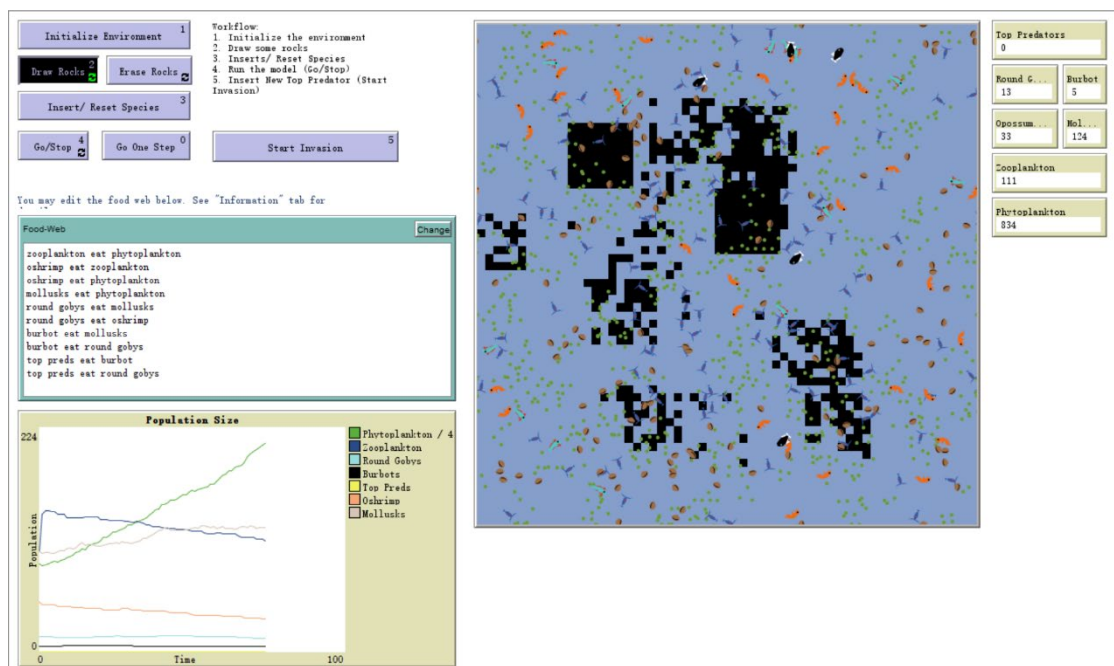 Initialize Environment 1
Draw Rocks 2
Erase Rocks
Insert/ Reset Species 3
Go/Stop 4
Go One Step 0
Start Invasion 5
Workflow:
1. Initialize the environment
2. Draw some rocks
3. Inserts/ Reset Species
4. Run the model (Go/Stop)
5. Insert New Top Predator (Start
Invasion)
You may edit the food web below. See "Information" tab for
Food-Web
Change
zooplankton eat phytoplankton
oshrimp eat zooplankton
oshrimp eat phytoplankton
mollusks eat phytoplankton
round gobys eat mollusks
round gobys eat oshrimp
burbot eat mollusks
burbot eat round gobys
top preds eat burbot
top preds eat round gobys
Population Size
224
Population
0
0
Time
100
Phytoplankton / 4
Zooplankton
Round Gobys
Burbots
Top Preds
Oshrimp
Mollusks
Top Predators
0
Round G...
13
Burbot
5
Opossum...
33
Mol...
124
Zooplankton
111
Phytoplankton
834